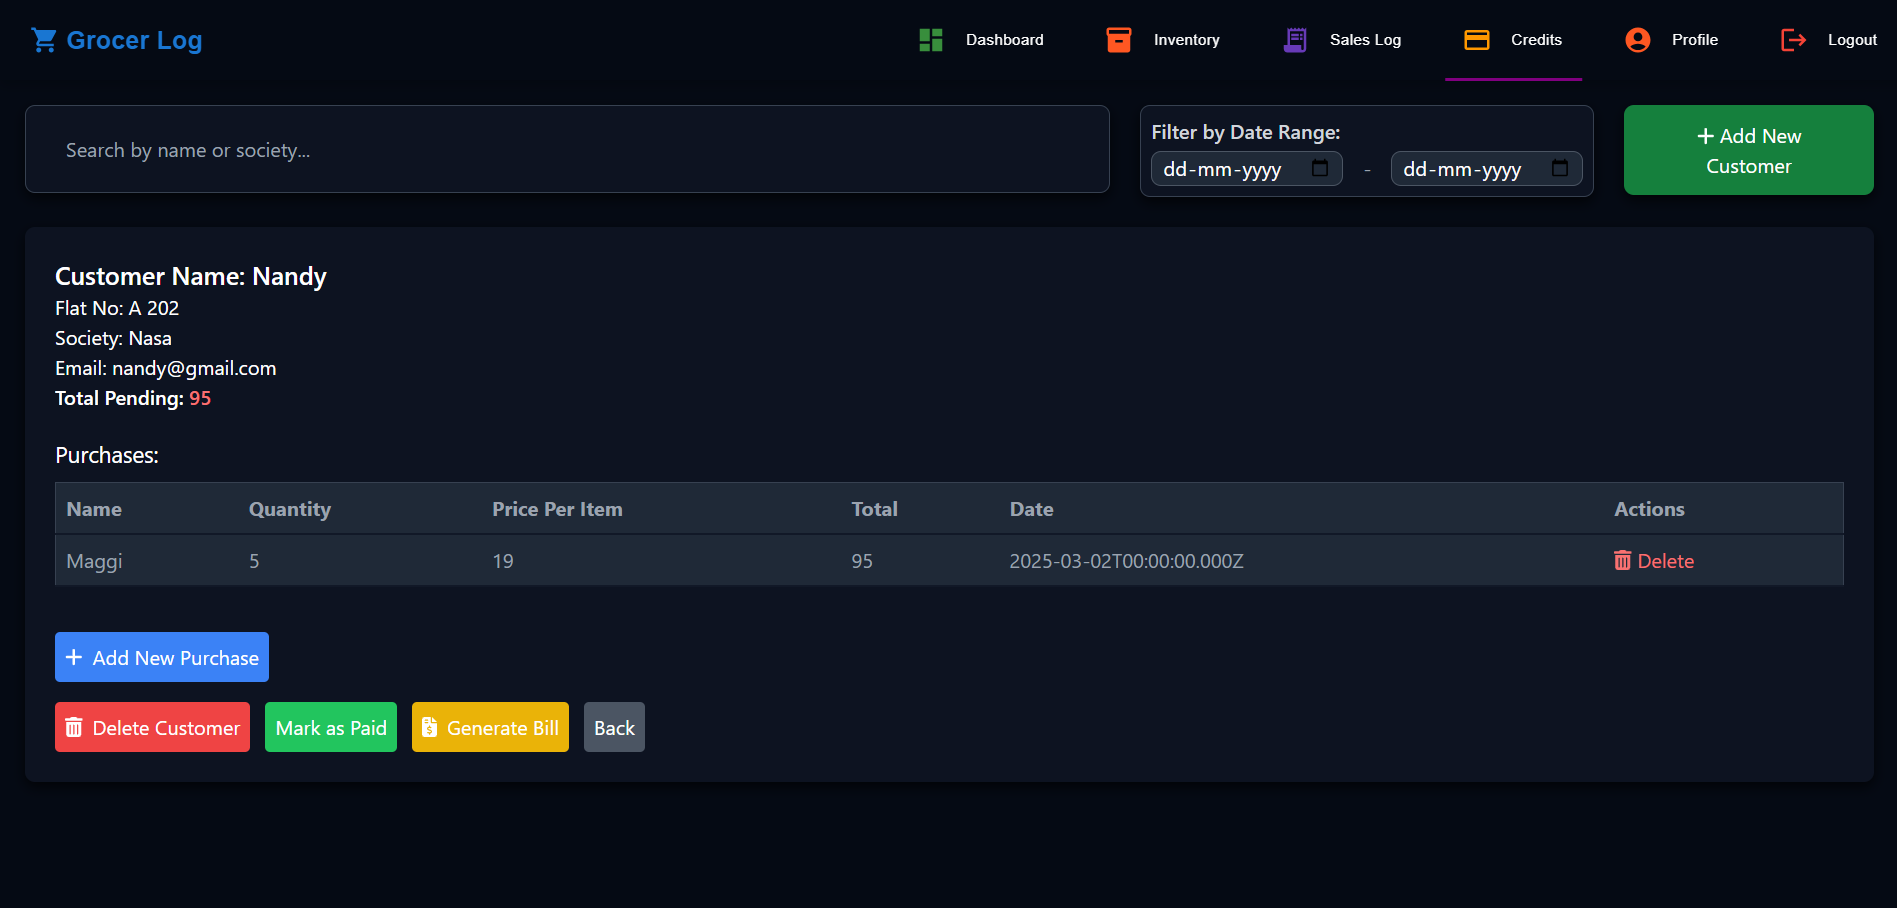 Grocer Log
Dashboard
Inventory
Sales Log
Credits
Profile
Logout
Search by name or society...
Filter by Date Range:
dd-mm-yyyy - dd-mm-yyyy
+ Add New
Customer
Customer Name: Nandy
Flat No: A 202
Society: Nasa
Email: nandy@gmail.com
Total Pending: 95
Purchases:
Name Quantity Price Per Item Total Date Actions
Maggi 5 19 95 2025-03-02T00:00:00.000Z Delete
+ Add New Purchase
Delete Customer Mark as Paid Generate Bill Back